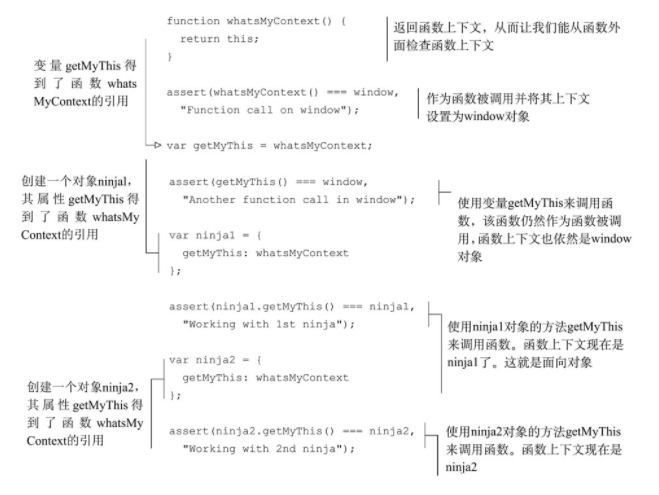 function whatsMyContext() {
return this;
}
返回函数上下文，从而让我们能从函数外
面检查函数上下文
变量getMyThis得
到了函数whats
MyContext的引用
assert(whatsMyContext() === window,
"Function call on window");
作为函数被调用并将其上下文
设置为window对象
var getMyThis = whatsMyContext;
创建一个对象ninja1，
其属性getMyThis得
到了函数whatsMy
Context的引用
assert(getMyThis() === window,
"Another function call in window");
使用变量getMyThis来调用函
数，该函数仍然作为函数被调
用，函数上下文也依然是window
对象
var ninja1 = {
getMyThis: whatsMyContext
};
assert(ninja1.getMyThis() === ninja1,
"Working with 1st ninja");
使用ninja1对象的方法getMyThis
来调用函数。函数上下文现在是
ninja1了。这就是面向对象
var ninja2 = {
getMyThis: whatsMyContext
};
创建一个对象ninja2，
其属性getMyThis得
到了函数whatsMy
Context的引用
assert(ninja2.getMyThis() === ninja2,
"Working with 2nd ninja");
使用ninja2对象的方法getMyThis
来调用函数。函数上下文现在是
ninja2